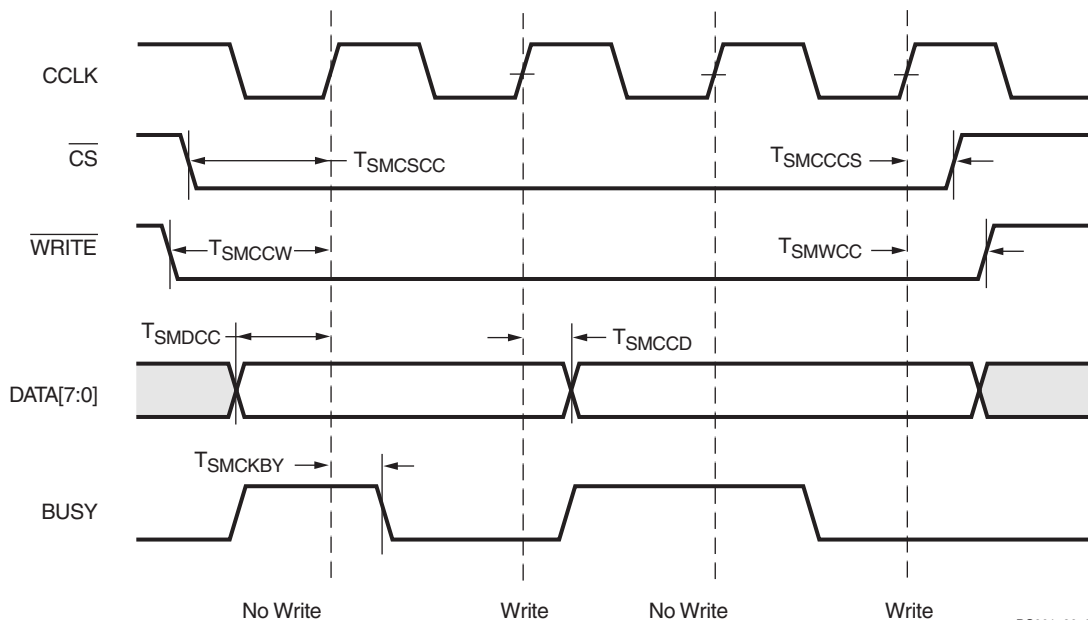 CCLK
CS
TSMCSCC
TSMCCCS
WRITE
TSMCCW
TSMWCC
TSMDCC
TSMCCD
DATA[7:0]
TSMCKBY
BUSY
No Write
Write
No Write
Write